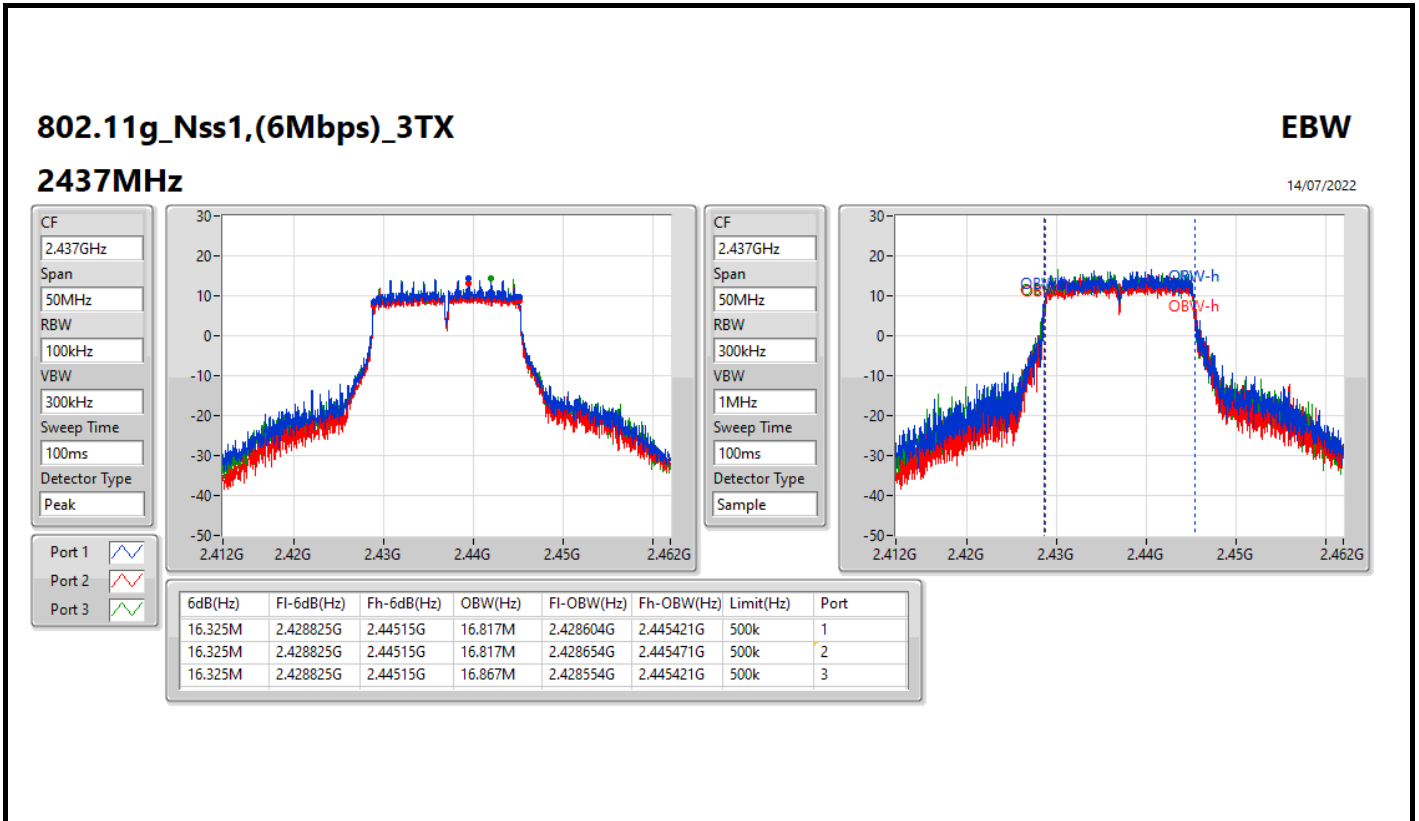 802.11g_Nss1,(6Mbps)_3TX
EBW
2437MHz
14/07/2022
CF
2.437GHz
Span
50MHz
RBW
100kHz
VBW
300kHz
Sweep Time
100ms
Detector Type
Peak
Port 1
Port 2
Port 3
30
20
10
0
-10
-20
-30
-40
-50
2.412G 2.42G 2.43G 2.44G 2.45G 2.462G
CF
2.437GHz
Span
50MHz
RBW
300kHz
VBW
1MHz
Sweep Time
100ms
Detector Type
Sample
30
20
10
0
-10
-20
-30
-40
-50
OBW-h
OBW-h
2.412G 2.42G 2.43G 2.44G 2.45G 2.462G
6dB(Hz) Fl-6dB(Hz) Fh-6dB(Hz) OBW(Hz) Fl-OBW(Hz) Fh-OBW(Hz) Limit(Hz) Port
16.325M 2.428825G 2.44515G 16.817M 2.428604G 2.445421G 500k 1
16.325M 2.428825G 2.44515G 16.817M 2.428654G 2.445471G 500k 2
16.325M 2.428825G 2.44515G 16.867M 2.428554G 2.445421G 500k 3